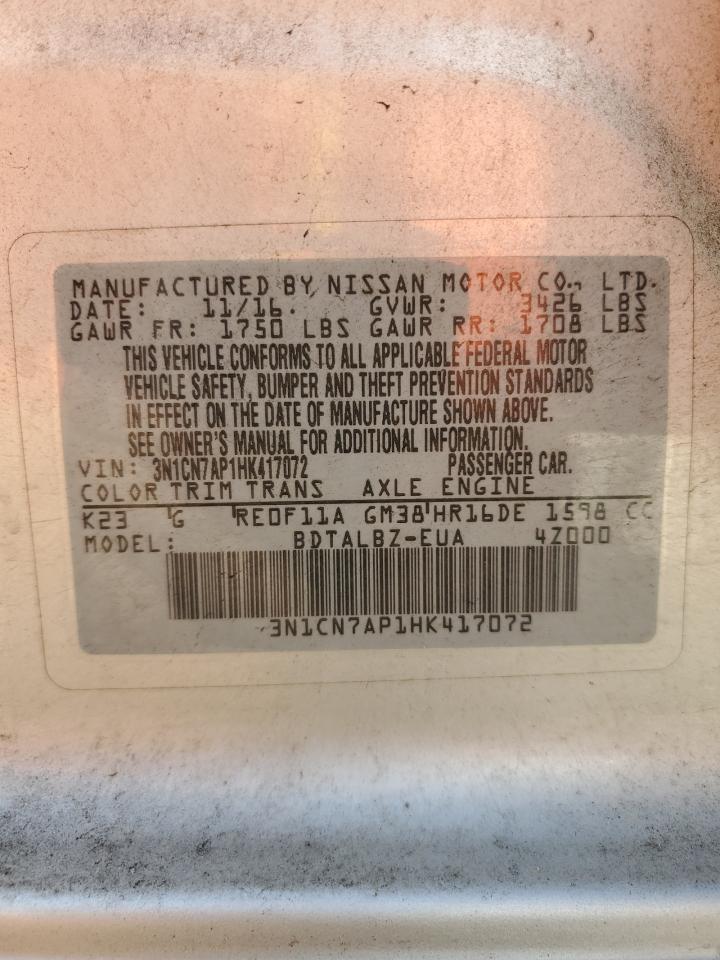 MANUFACTURED BY NISSAN MOTOR CO., LTD.
DATE: 11/16. GVWR: 3426 LBS
GAWR FR: 1750 LBS GAWR RR: 1708 LBS
THIS VEHICLE CONFORMS TO ALL APPLICABLE FEDERAL MOTOR
VEHICLE SAFETY, BUMPER AND THEFT PREVENTION STANDARDS
IN EFFECT ON THE DATE OF MANUFACTURE SHOWN ABOVE.
SEE OWNER'S MANUAL FOR ADDITIONAL INFORMATION.
VIN: 3N1CN7AP1HK417072 PASSENGER CAR.
COLOR TRIM TRANS AXLE ENGINE
K23 G RE0F11A GM38 HR16DE 1598 CC
MODEL: BDTALBZ-EUA 4Z000
3N1CN7AP1HK417072